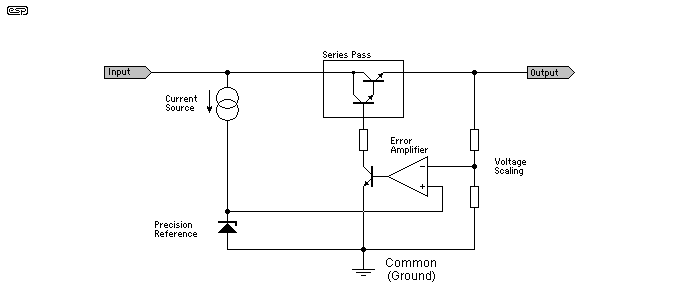 esp
Series Pass
Input
Output
Current
Source
Error
Amplifier
−
+
Voltage
Scaling
Precision
Reference
Common
(Ground)